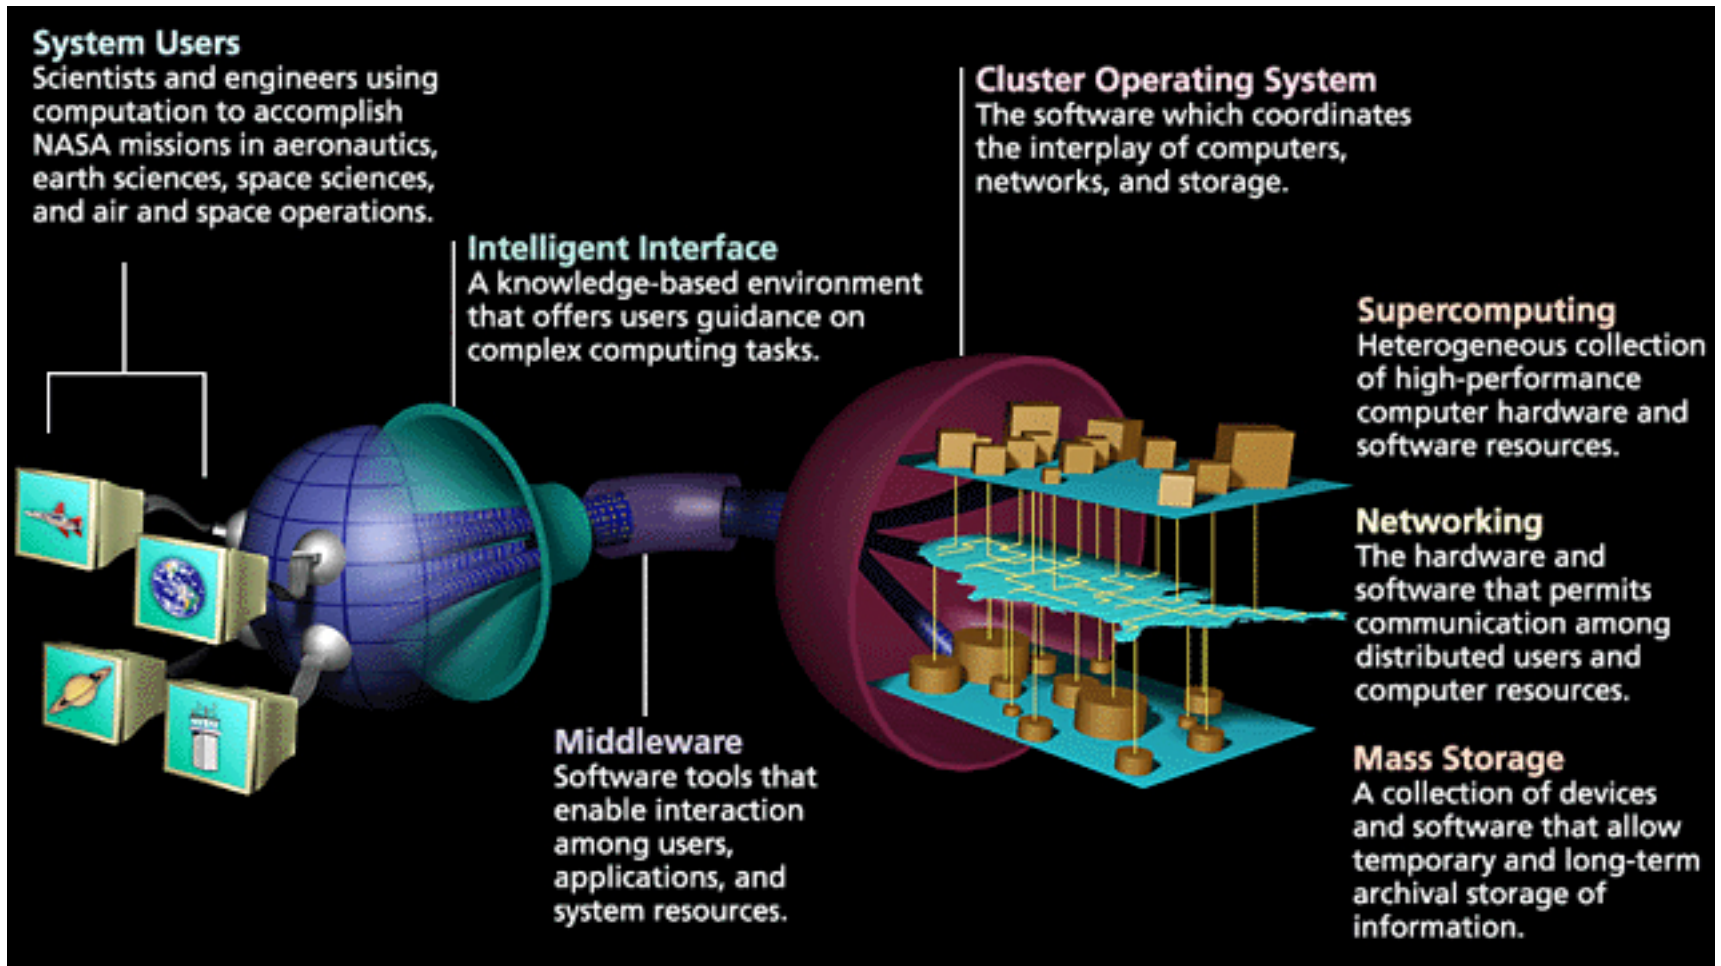 System Users
Scientists and engineers using
computation to accomplish
NASA missions in aeronautics,
earth sciences, space sciences,
and air and space operations.
Intelligent Interface
A knowledge-based environment
that offers users guidance on
complex computing tasks.
Middleware
Software tools that
enable interaction
among users,
applications, and
system resources.
Cluster Operating System
The software which coordinates
the interplay of computers,
networks, and storage.
Supercomputing
Heterogeneous collection
of high-performance
computer hardware and
software resources.
Networking
The hardware and
software that permits
communication among
distributed users and
computer resources.
Mass Storage
A collection of devices
and software that allow
temporary and long-term
archival storage of
information.